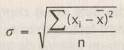 σ = √(∑(xᵢ − x̄)² / n)